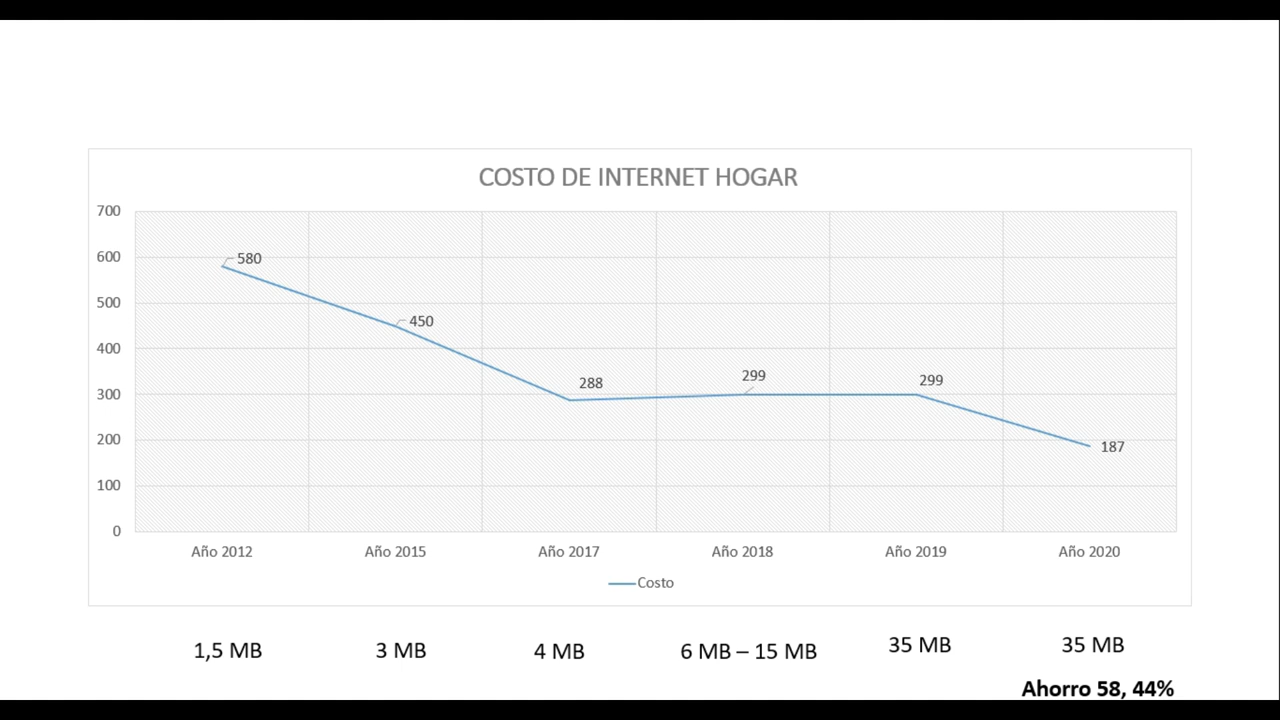 COSTO DE INTERNET HOGAR
700
600
500
400
300
200
100
0
580
450
288
299
299
187
Año 2012 Año 2015 Año 2017 Año 2018 Año 2019 Año 2020
Costo
1,5 MB 3 MB 4 MB 6 MB – 15 MB 35 MB 35 MB
Ahorro 58, 44%